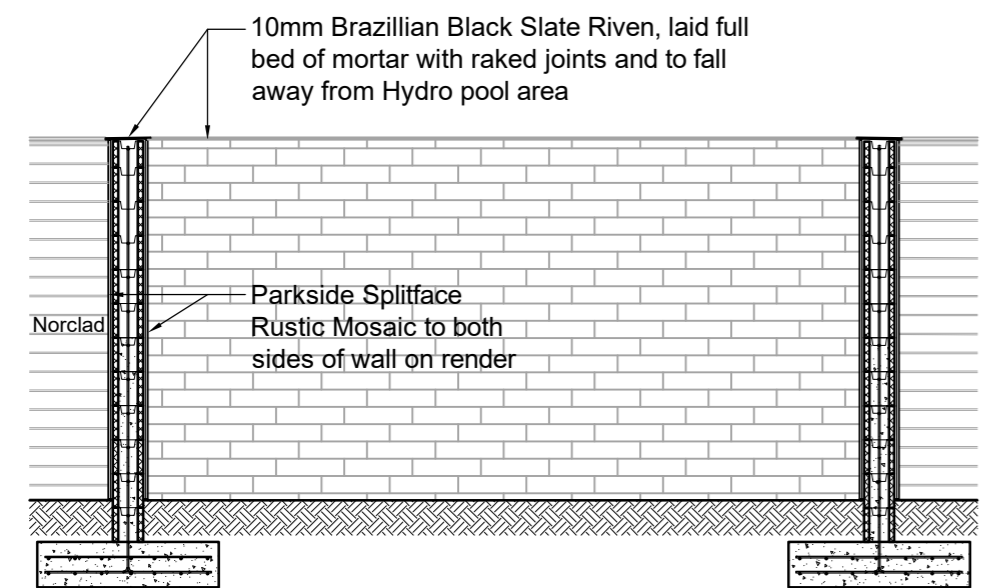 10mm Brazillian Black Slate Riven, laid full
bed of mortar with raked joints and to fall
away from Hydro pool area
Parkside Splitface
Norclad
Rustic Mosaic to both
sides of wall on render